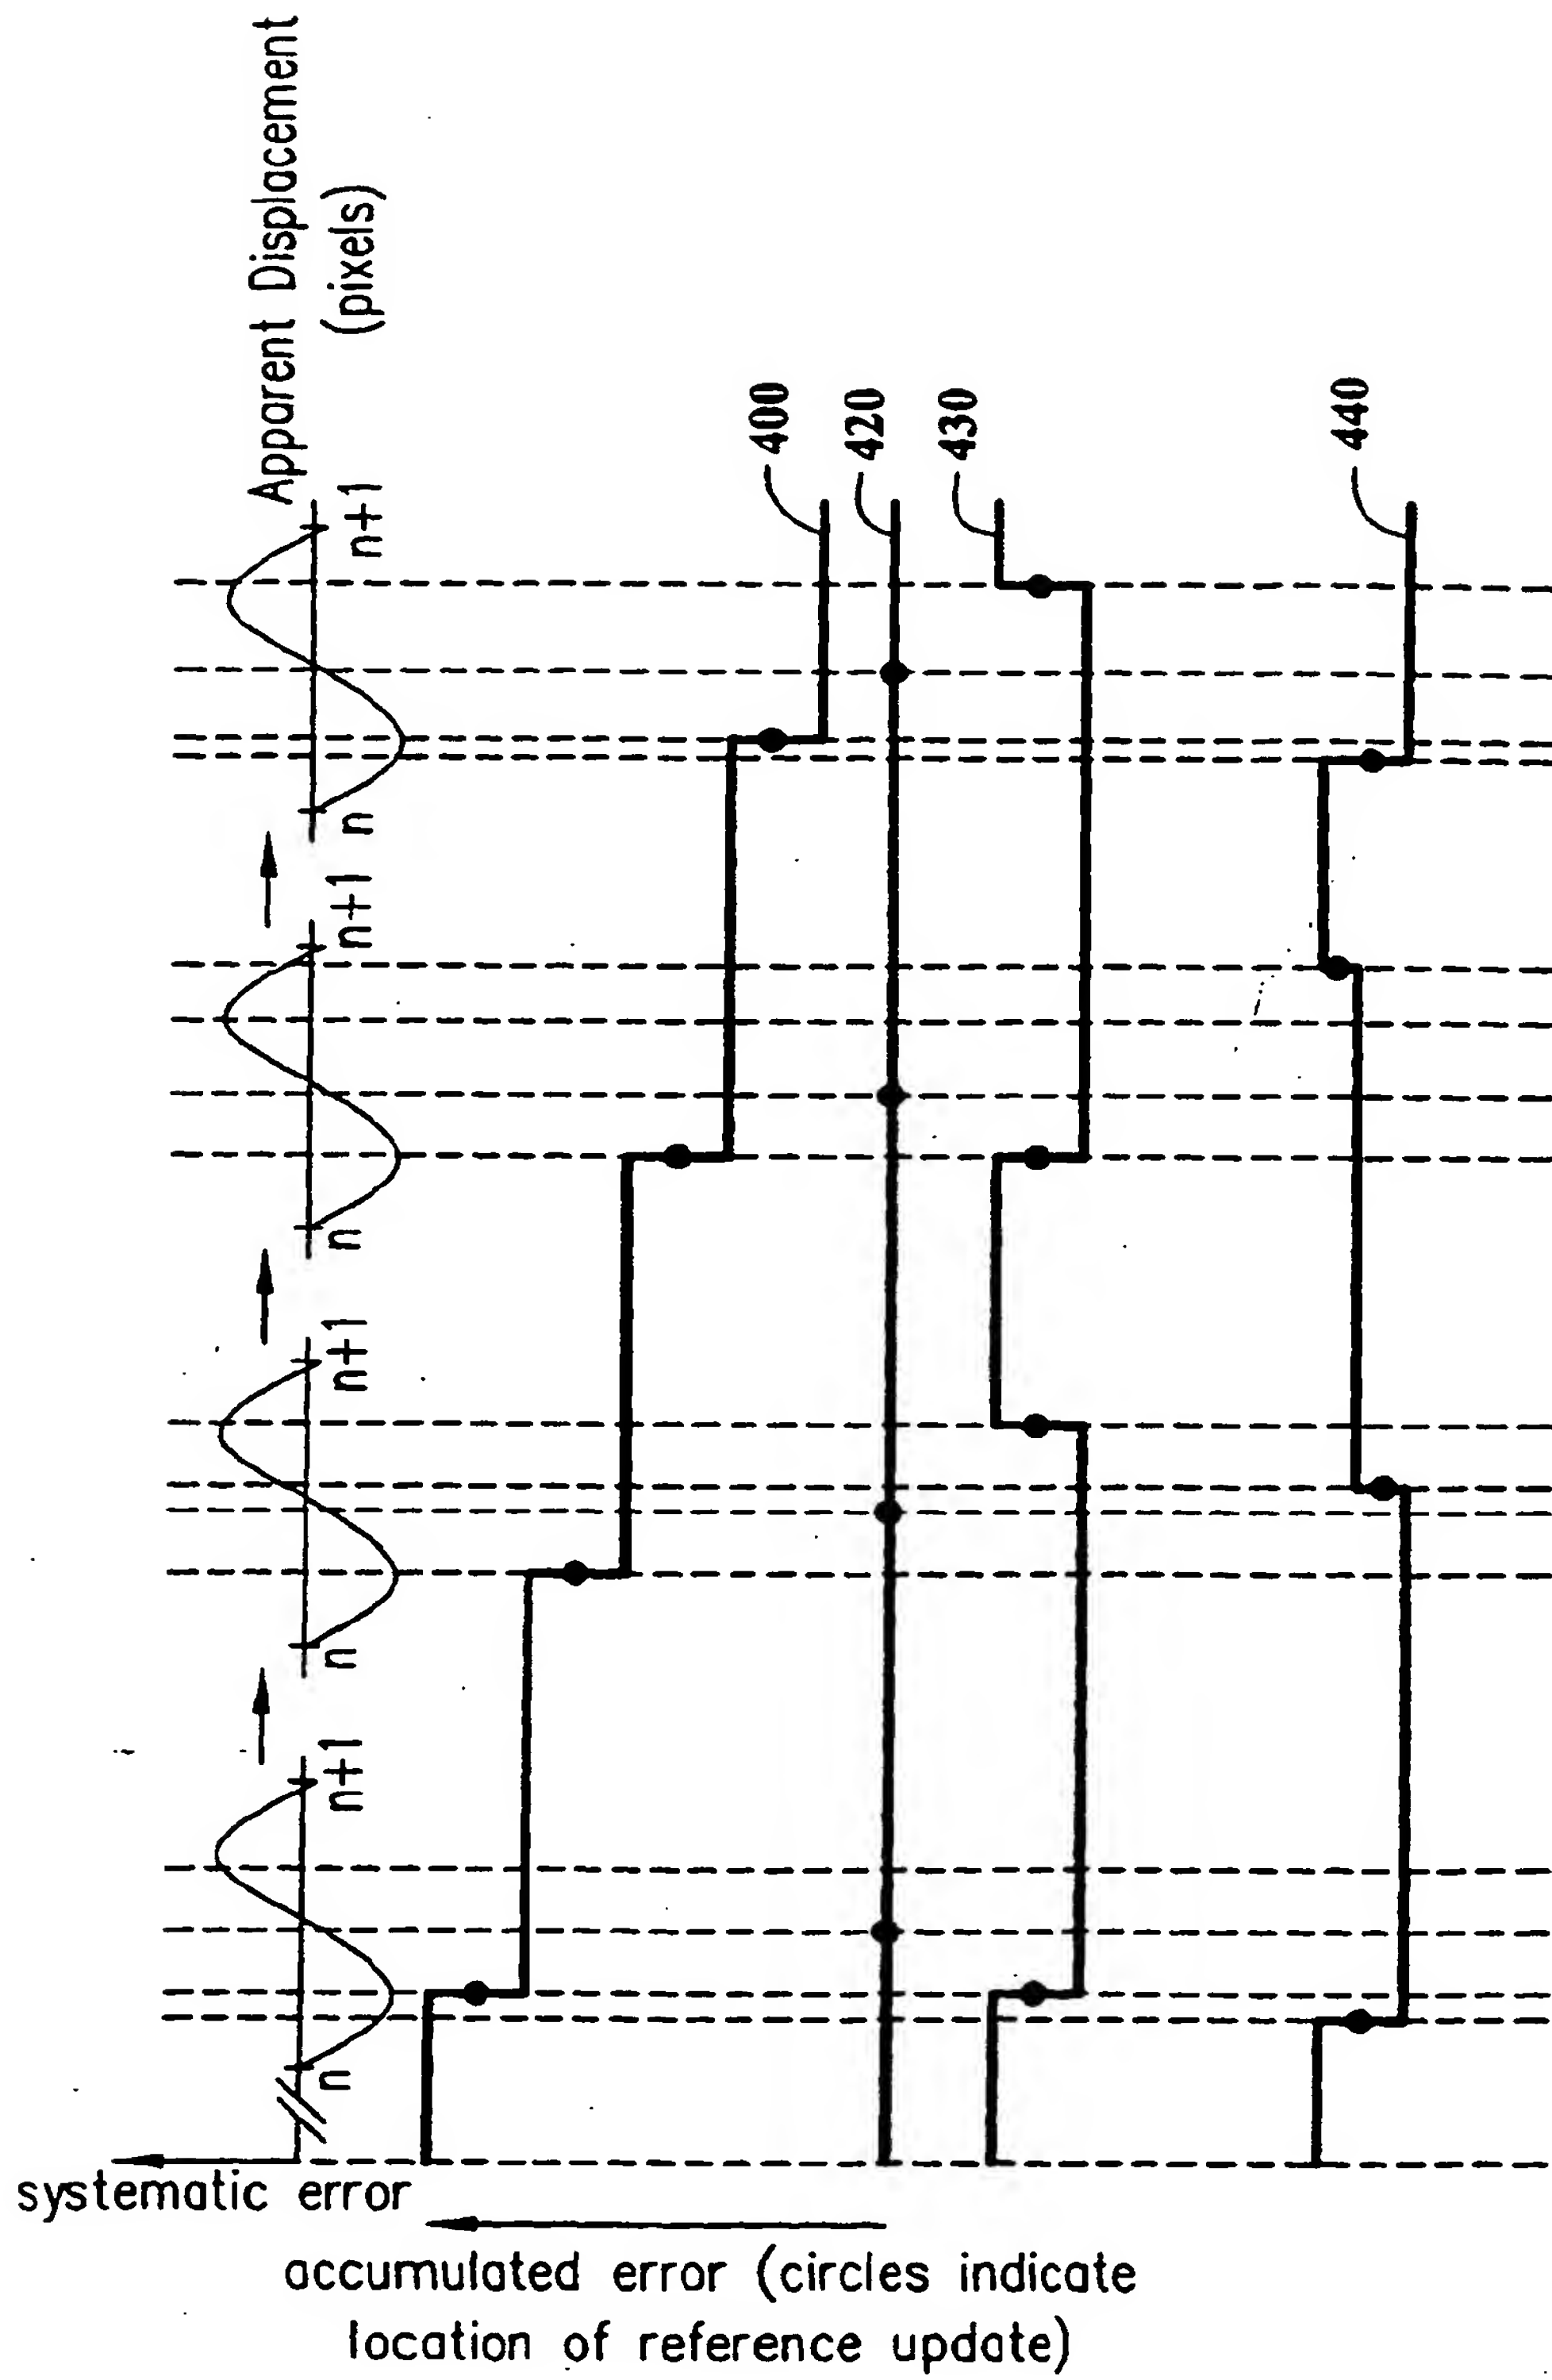 Apparent Displacement
(pixels)
n
n+1
n
n+1
n
n+1
n
n+1
400
420
430
440
systematic error
accumulated error (circles indicate
location of reference update)